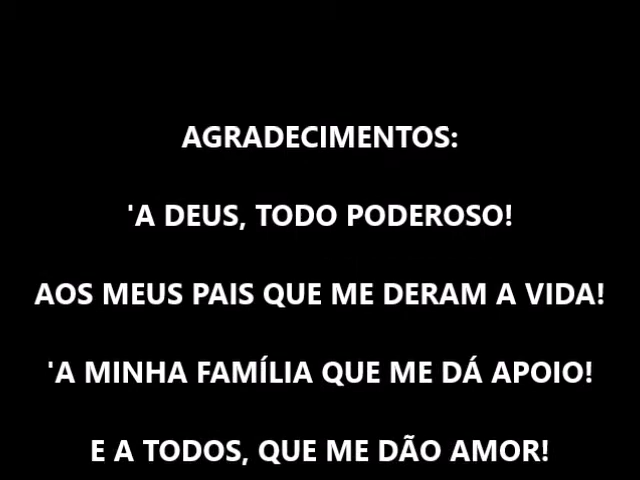 AGRADECIMENTOS:
'A DEUS, TODO PODEROSO!
AOS MEUS PAIS QUE ME DERAM A VIDA!
'A MINHA FAMÍLIA QUE ME DÁ APOIO!
E A TODOS, QUE ME DÃO AMOR!